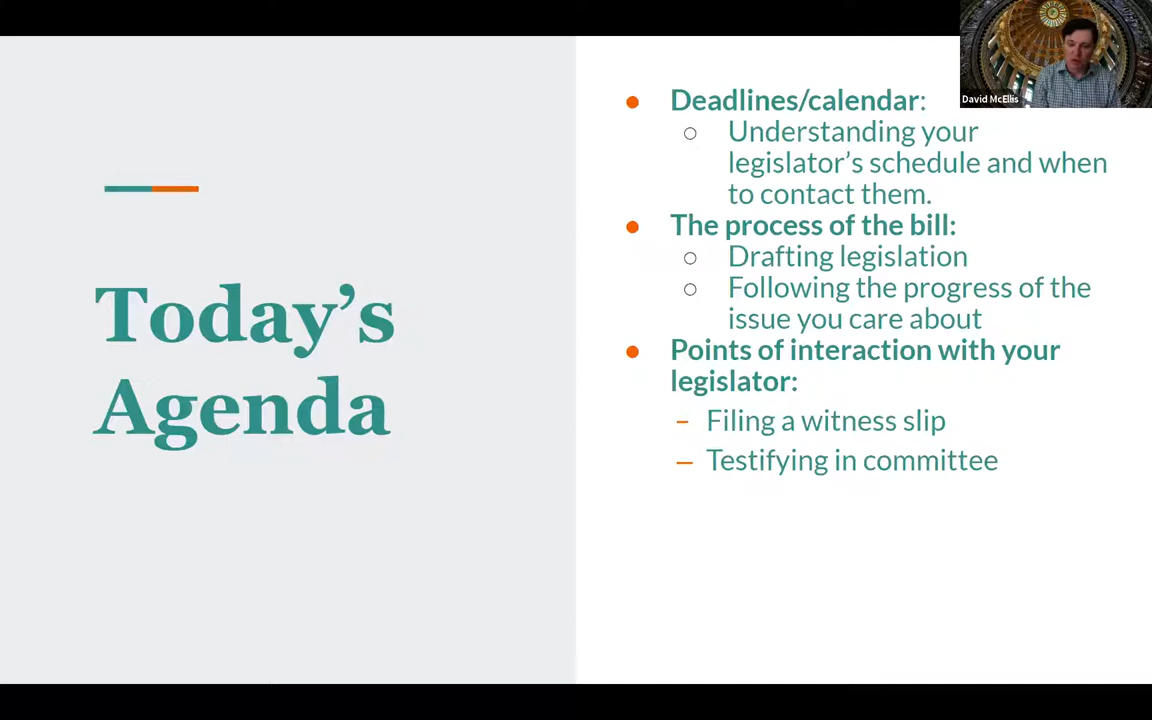 Today's
Agenda
● Deadlines/calendar:
○ Understanding your
legislator's schedule and when
to contact them.
● The process of the bill:
○ Drafting legislation
○ Following the progress of the
issue you care about
● Points of interaction with your
legislator:
– Filing a witness slip
– Testifying in committee
David McEllis